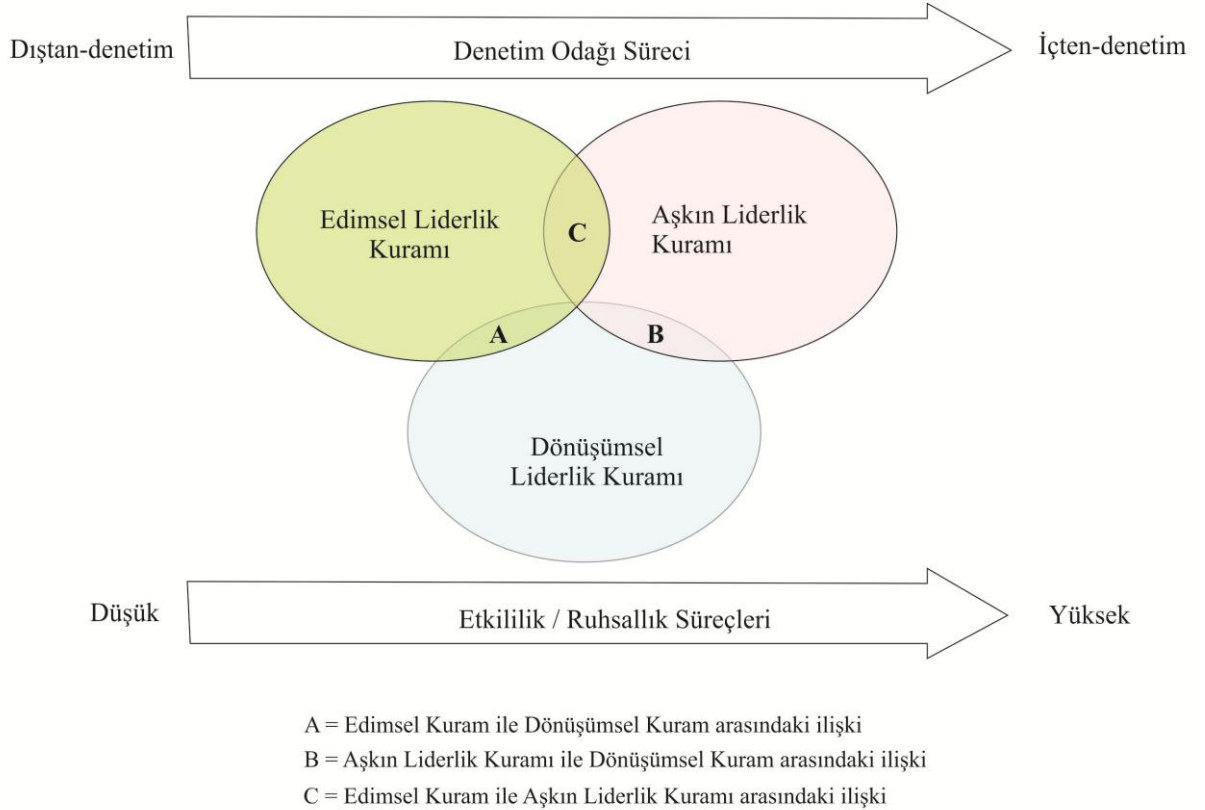 Dıştan-denetim
Denetim Odağı Süreci
İçten-denetim
Edimsel Liderlik
Kuramı
C
Aşkın Liderlik
Kuramı
A
B
Dönüşümsel
Liderlik Kuramı
Düşük
Etkililik / Ruhsallık Süreçleri
Yüksek
A = Edimsel Kuram ile Dönüşümsel Kuram arasındaki ilişki
B = Aşkın Liderlik Kuramı ile Dönüşümsel Kuram arasındaki ilişki
C = Edimsel Kuram ile Aşkın Liderlik Kuramı arasındaki ilişki